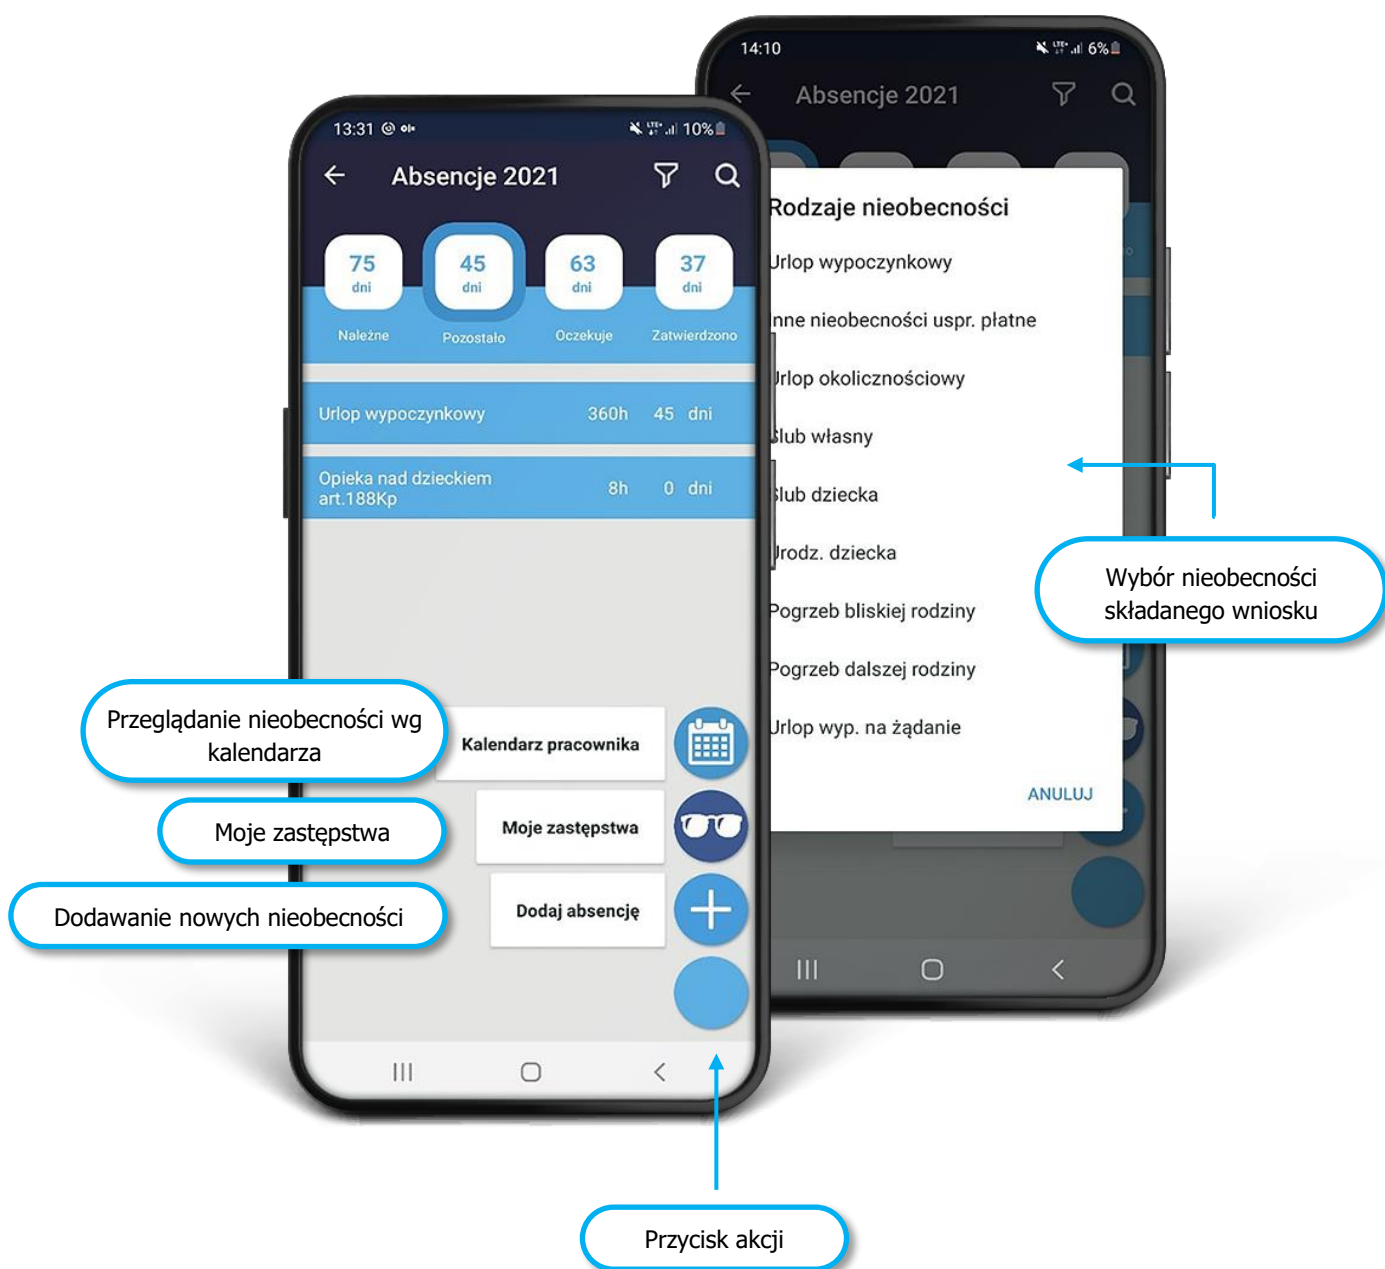 14:10
LTE+
6%
Absencje 2021
Rodzaje nieobecności
Urlop wypoczynkowy
Inne nieobecności uspr. płatne
Urlop okolicznościowy
Ślub własny
Ślub dziecka
Urodz. dziecka
Pogrzeb bliskiej rodziny
Pogrzeb dalszej rodziny
Urlop wyp. na żądanie
ANULUJ
Wybór nieobecności
składanego wniosku
13:31
LTE+
10%
Absencje 2021
75
dni
Należne
45
dni
Pozostało
63
dni
Oczekuje
37
dni
Zatwierdzono
Urlop wypoczynkowy 360h 45 dni
Opieka nad dzieckiem
art.188Kp 8h 0 dni
Przeglądanie nieobecności wg
kalendarza
Kalendarz pracownika
Moje zastępstwa
Moje zastępstwa
Dodawanie nowych nieobecności
Dodaj absencję
Przycisk akcji